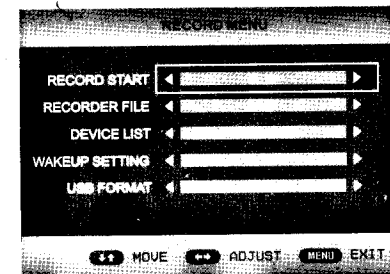 RECORD MENU
RECORD START
RECORDER FILE
DEVICE LIST
WAKEUP SETTING
USB FORMAT
MOVE ADJUST MENU EXIT